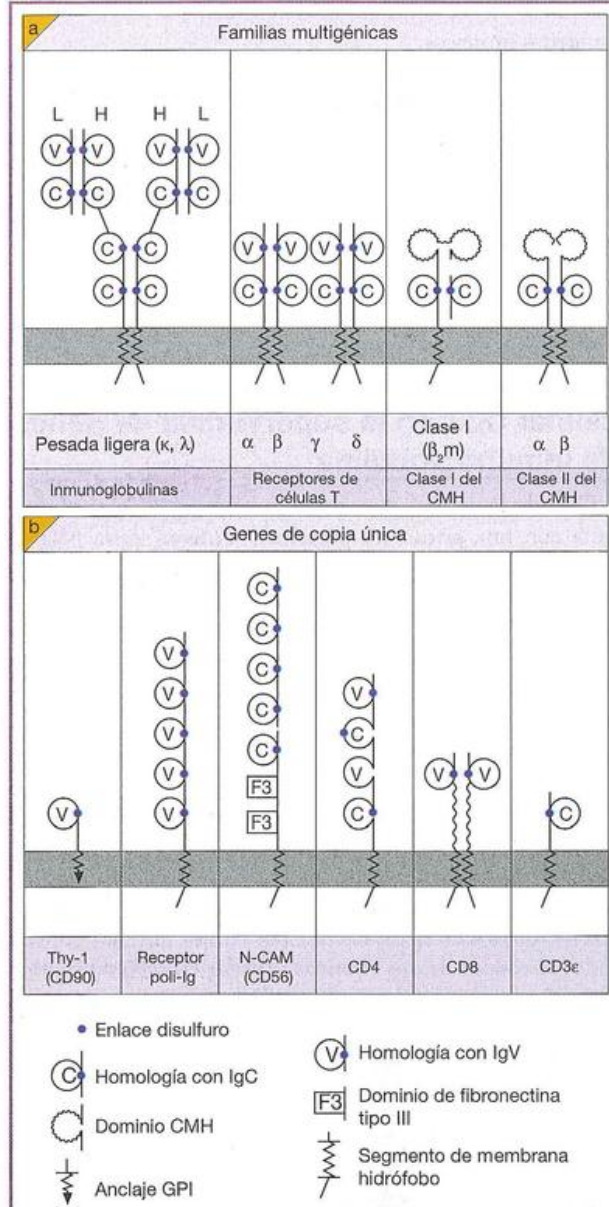 a
Familias multigénicas
L H H L
V V V V
C C C C
C C
C C
V V V V
C C C C
C C
C C
Pesada ligera (κ, λ)
α β γ δ
Clase I
(β₂m)
α β
Inmunoglobulinas
Receptores de
células T
Clase I del
CMH
Clase II del
CMH
b
Genes de copia única
V
V
V
V
V
V
C
C
C
C
C
F3
F3
V
C
V
C
V V
C
Thy-1
(CD90)
Receptor
poli-Ig
N-CAM
(CD56)
CD4
CD8
CD3ε
Enlace disulfuro
C Homología con IgC
Dominio CMH
Anclaje GPI
V Homología con IgV
F3 Dominio de fibronectina
tipo III
Segmento de membrana
hidrófobo